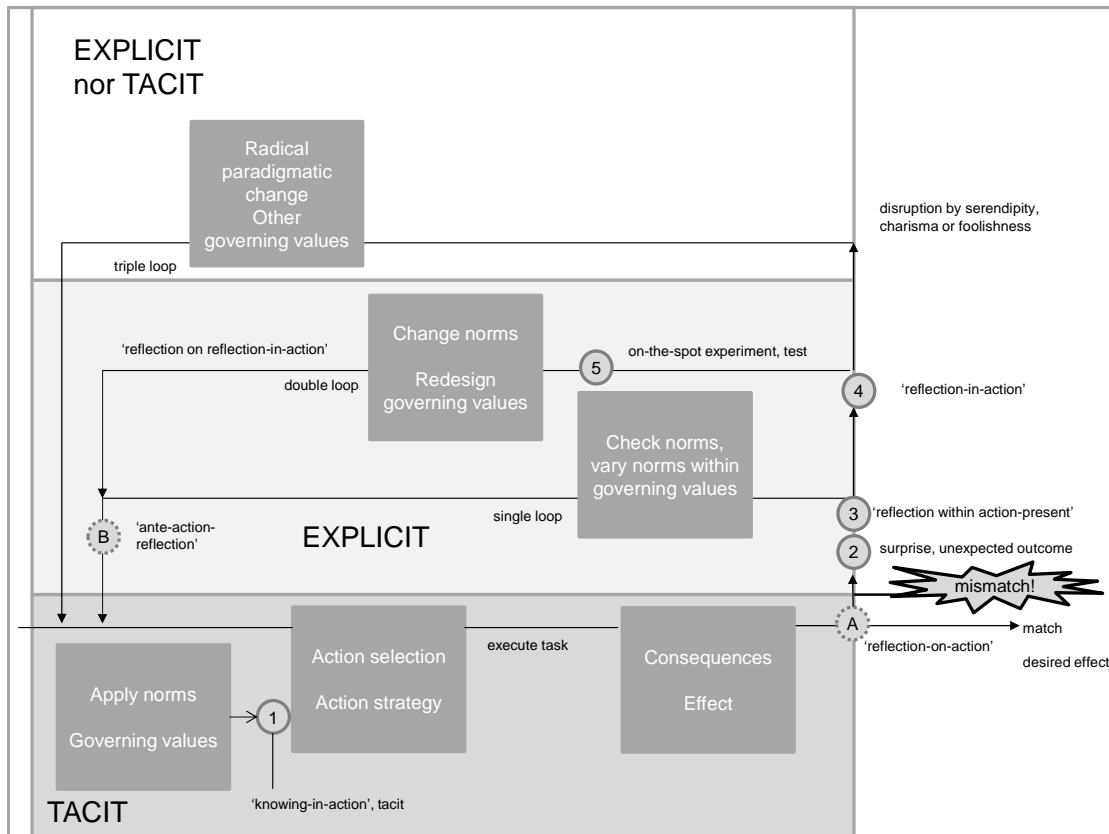 EXPLICIT
nor TACIT
Radical
paradigmatic
change
Other
governing values
disruption by serendipity,
charisma or foolishness
triple loop
Change norms
Redesign
governing values
‘reflection on reflection-in-action’
double loop
5
on-the-spot experiment, test
4
‘reflection-in-action’
Check norms,
vary norms within
governing values
single loop
3
‘reflection within action-present’
B
‘ante-action-
reflection’
EXPLICIT
2
surprise, unexpected outcome
mismatch!
A
match
‘reflection-on-action’
desired effect
Apply norms
Governing values
1
Action selection
Action strategy
execute task
Consequences
Effect
‘knowing-in-action’, tacit
TACIT